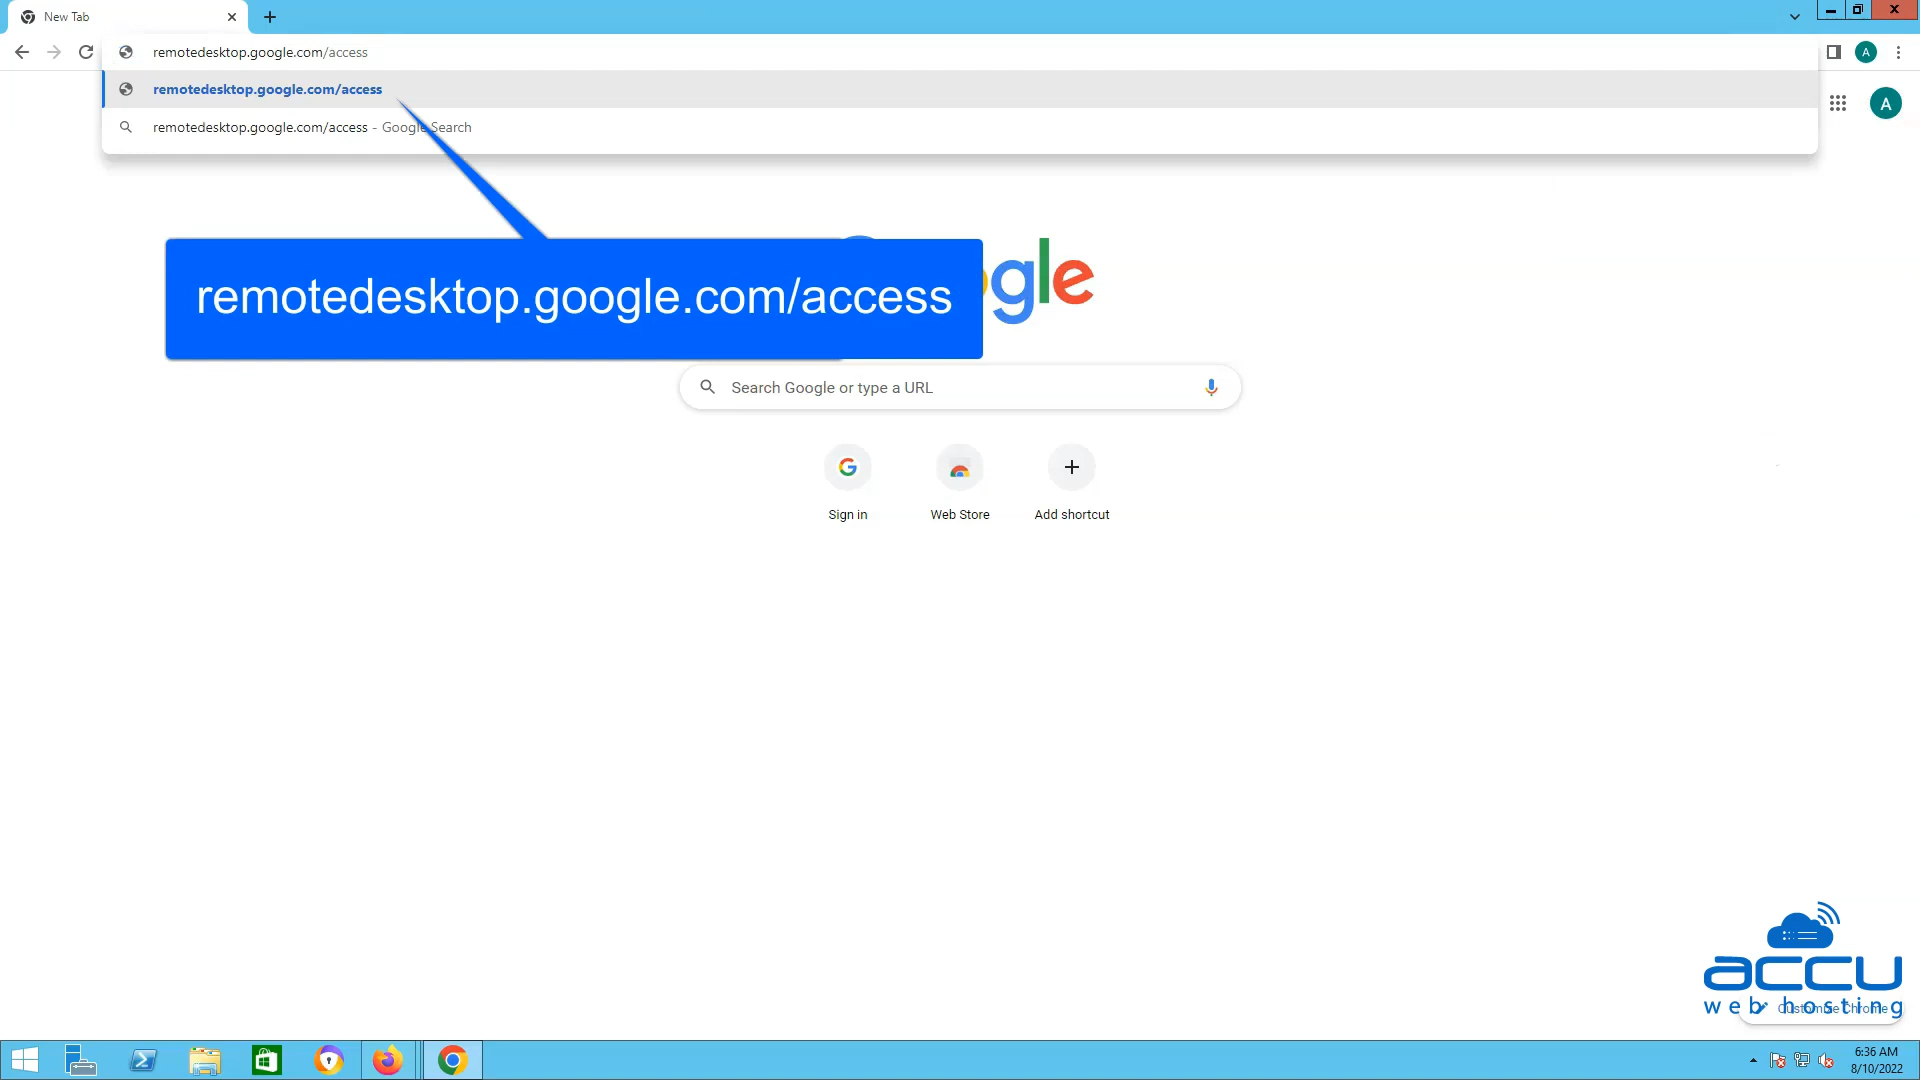 New Tab
remotedesktop.google.com/access
remotedesktop.google.com/access
remotedesktop.google.com/access - Google Search
A
A
remotedesktop.google.com/access
gle
Search Google or type a URL
G
Sign in
Web Store
Add shortcut
accu
web hosting
Customize Chrome
6:36 AM
8/10/2022